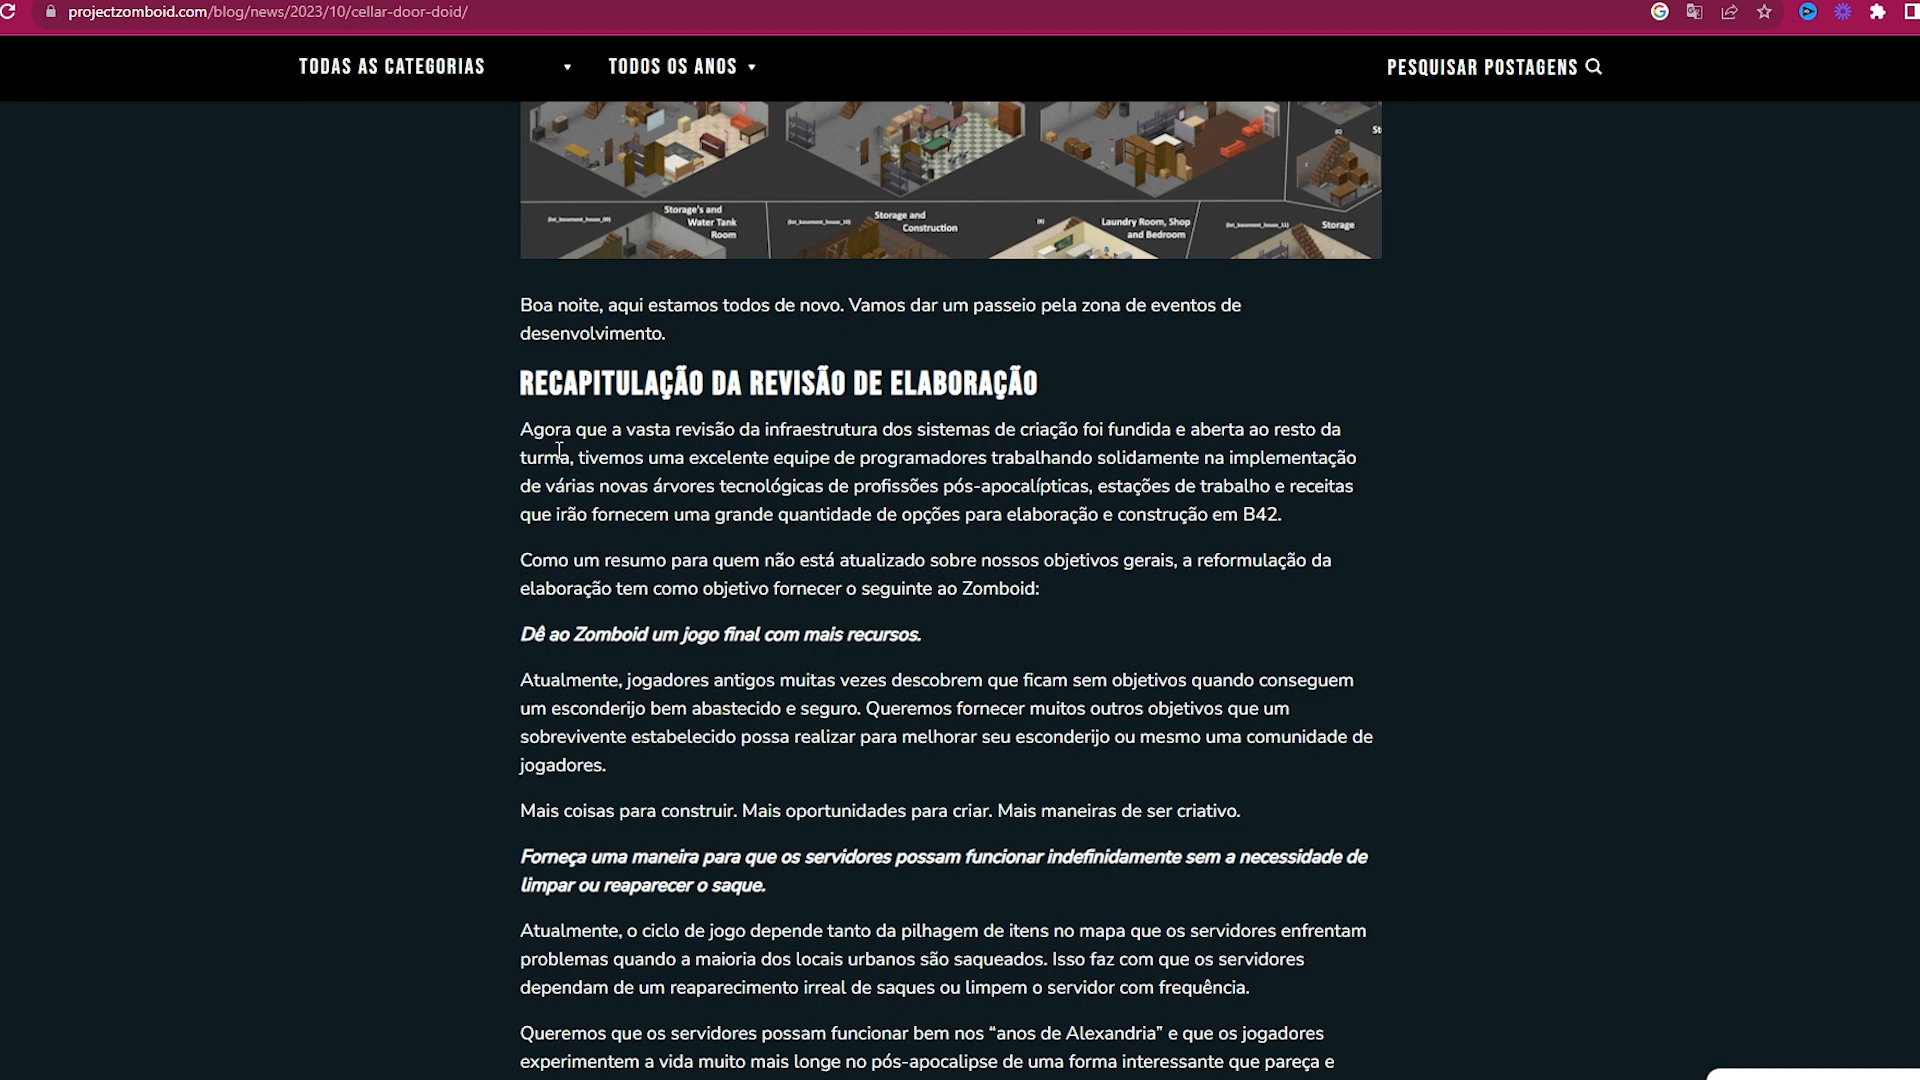 projectzomboid.com/blog/news/2023/10/cellar-door-doid/
TODAS AS CATEGORIAS
TODOS OS ANOS
PESQUISAR POSTAGENS
(C)
St
Storage's and
Water Tank
Room
Storage and
Construction
Laundry Room, Shop
and Bedroom
Storage
Boa noite, aqui estamos todos de novo. Vamos dar um passeio pela zona de eventos de
desenvolvimento.
RECAPITULAÇÃO DA REVISÃO DE ELABORAÇÃO
Agora que a vasta revisão da infraestrutura dos sistemas de criação foi fundida e aberta ao resto da
turma, tivemos uma excelente equipe de programadores trabalhando solidamente na implementação
de várias novas árvores tecnológicas de profissões pós-apocalípticas, estações de trabalho e receitas
que irão fornecem uma grande quantidade de opções para elaboração e construção em B42.
Como um resumo para quem não está atualizado sobre nossos objetivos gerais, a reformulação da
elaboração tem como objetivo fornecer o seguinte ao Zomboid:
Dê ao Zomboid um jogo final com mais recursos.
Atualmente, jogadores antigos muitas vezes descobrem que ficam sem objetivos quando conseguem
um esconderijo bem abastecido e seguro. Queremos fornecer muitos outros objetivos que um
sobrevivente estabelecido possa realizar para melhorar seu esconderijo ou mesmo uma comunidade de
jogadores.
Mais coisas para construir. Mais oportunidades para criar. Mais maneiras de ser criativo.
Forneça uma maneira para que os servidores possam funcionar indefinidamente sem a necessidade de
limpar ou reaparecer o saque.
Atualmente, o ciclo de jogo depende tanto da pilhagem de itens no mapa que os servidores enfrentam
problemas quando a maioria dos locais urbanos são saqueados. Isso faz com que os servidores
dependam de um reaparecimento irreal de saques ou limpem o servidor com frequência.
Queremos que os servidores possam funcionar bem nos “anos de Alexandria” e que os jogadores
experimentem a vida muito mais longe no pós-apocalipse de uma forma interessante que pareça e